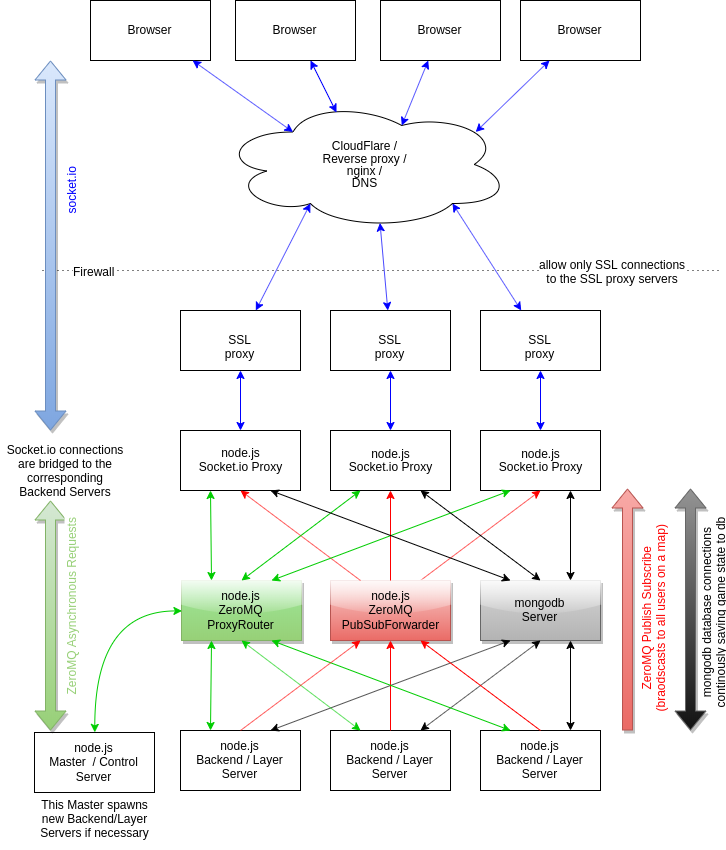 Browser
Browser
Browser
Browser
CloudFlare /
Reverse proxy /
nginx /
DNS
socket.io
Firewall
allow only SSL connections
to the SSL proxy servers
SSL
proxy
SSL
proxy
SSL
proxy
node.js
Socket.io Proxy
node.js
Socket.io Proxy
node.js
Socket.io Proxy
Socket.io connections
are bridged to the
corresponding
Backend Servers
ZeroMQ Asynchronous Requests
node.js
ZeroMQ
ProxyRouter
node.js
ZeroMQ
PubSubForwarder
mongodb
Server
ZeroMQ Publish Subscribe
(braodscasts to all users on a map)
mongodb database connections
continously saving game state to db
node.js
Master / Control
Server
node.js
Backend / Layer
Server
node.js
Backend / Layer
Server
node.js
Backend / Layer
Server
This Master spawns
new Backend/Layer
Servers if necessary